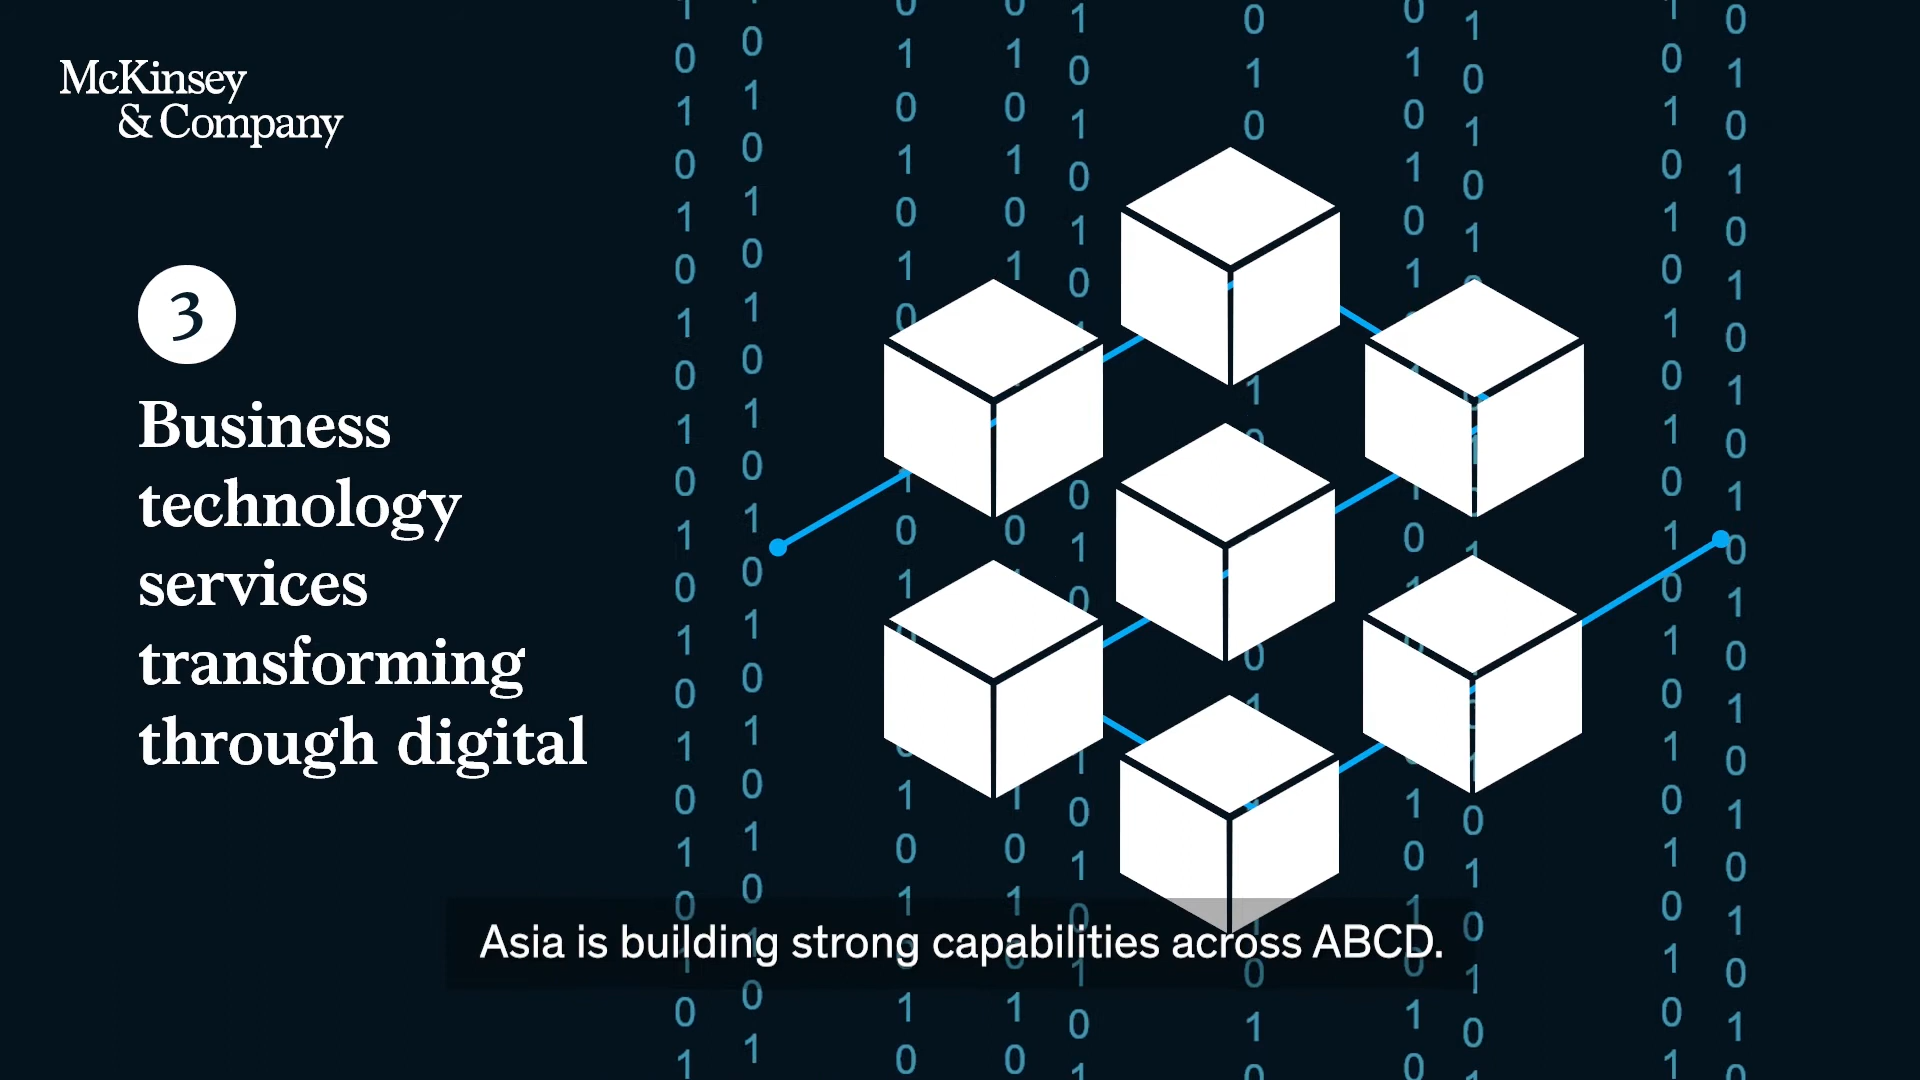 McKinsey
& Company
3
Business
technology
services
transforming
through digital
Asia is building strong capabilities across ABCD.